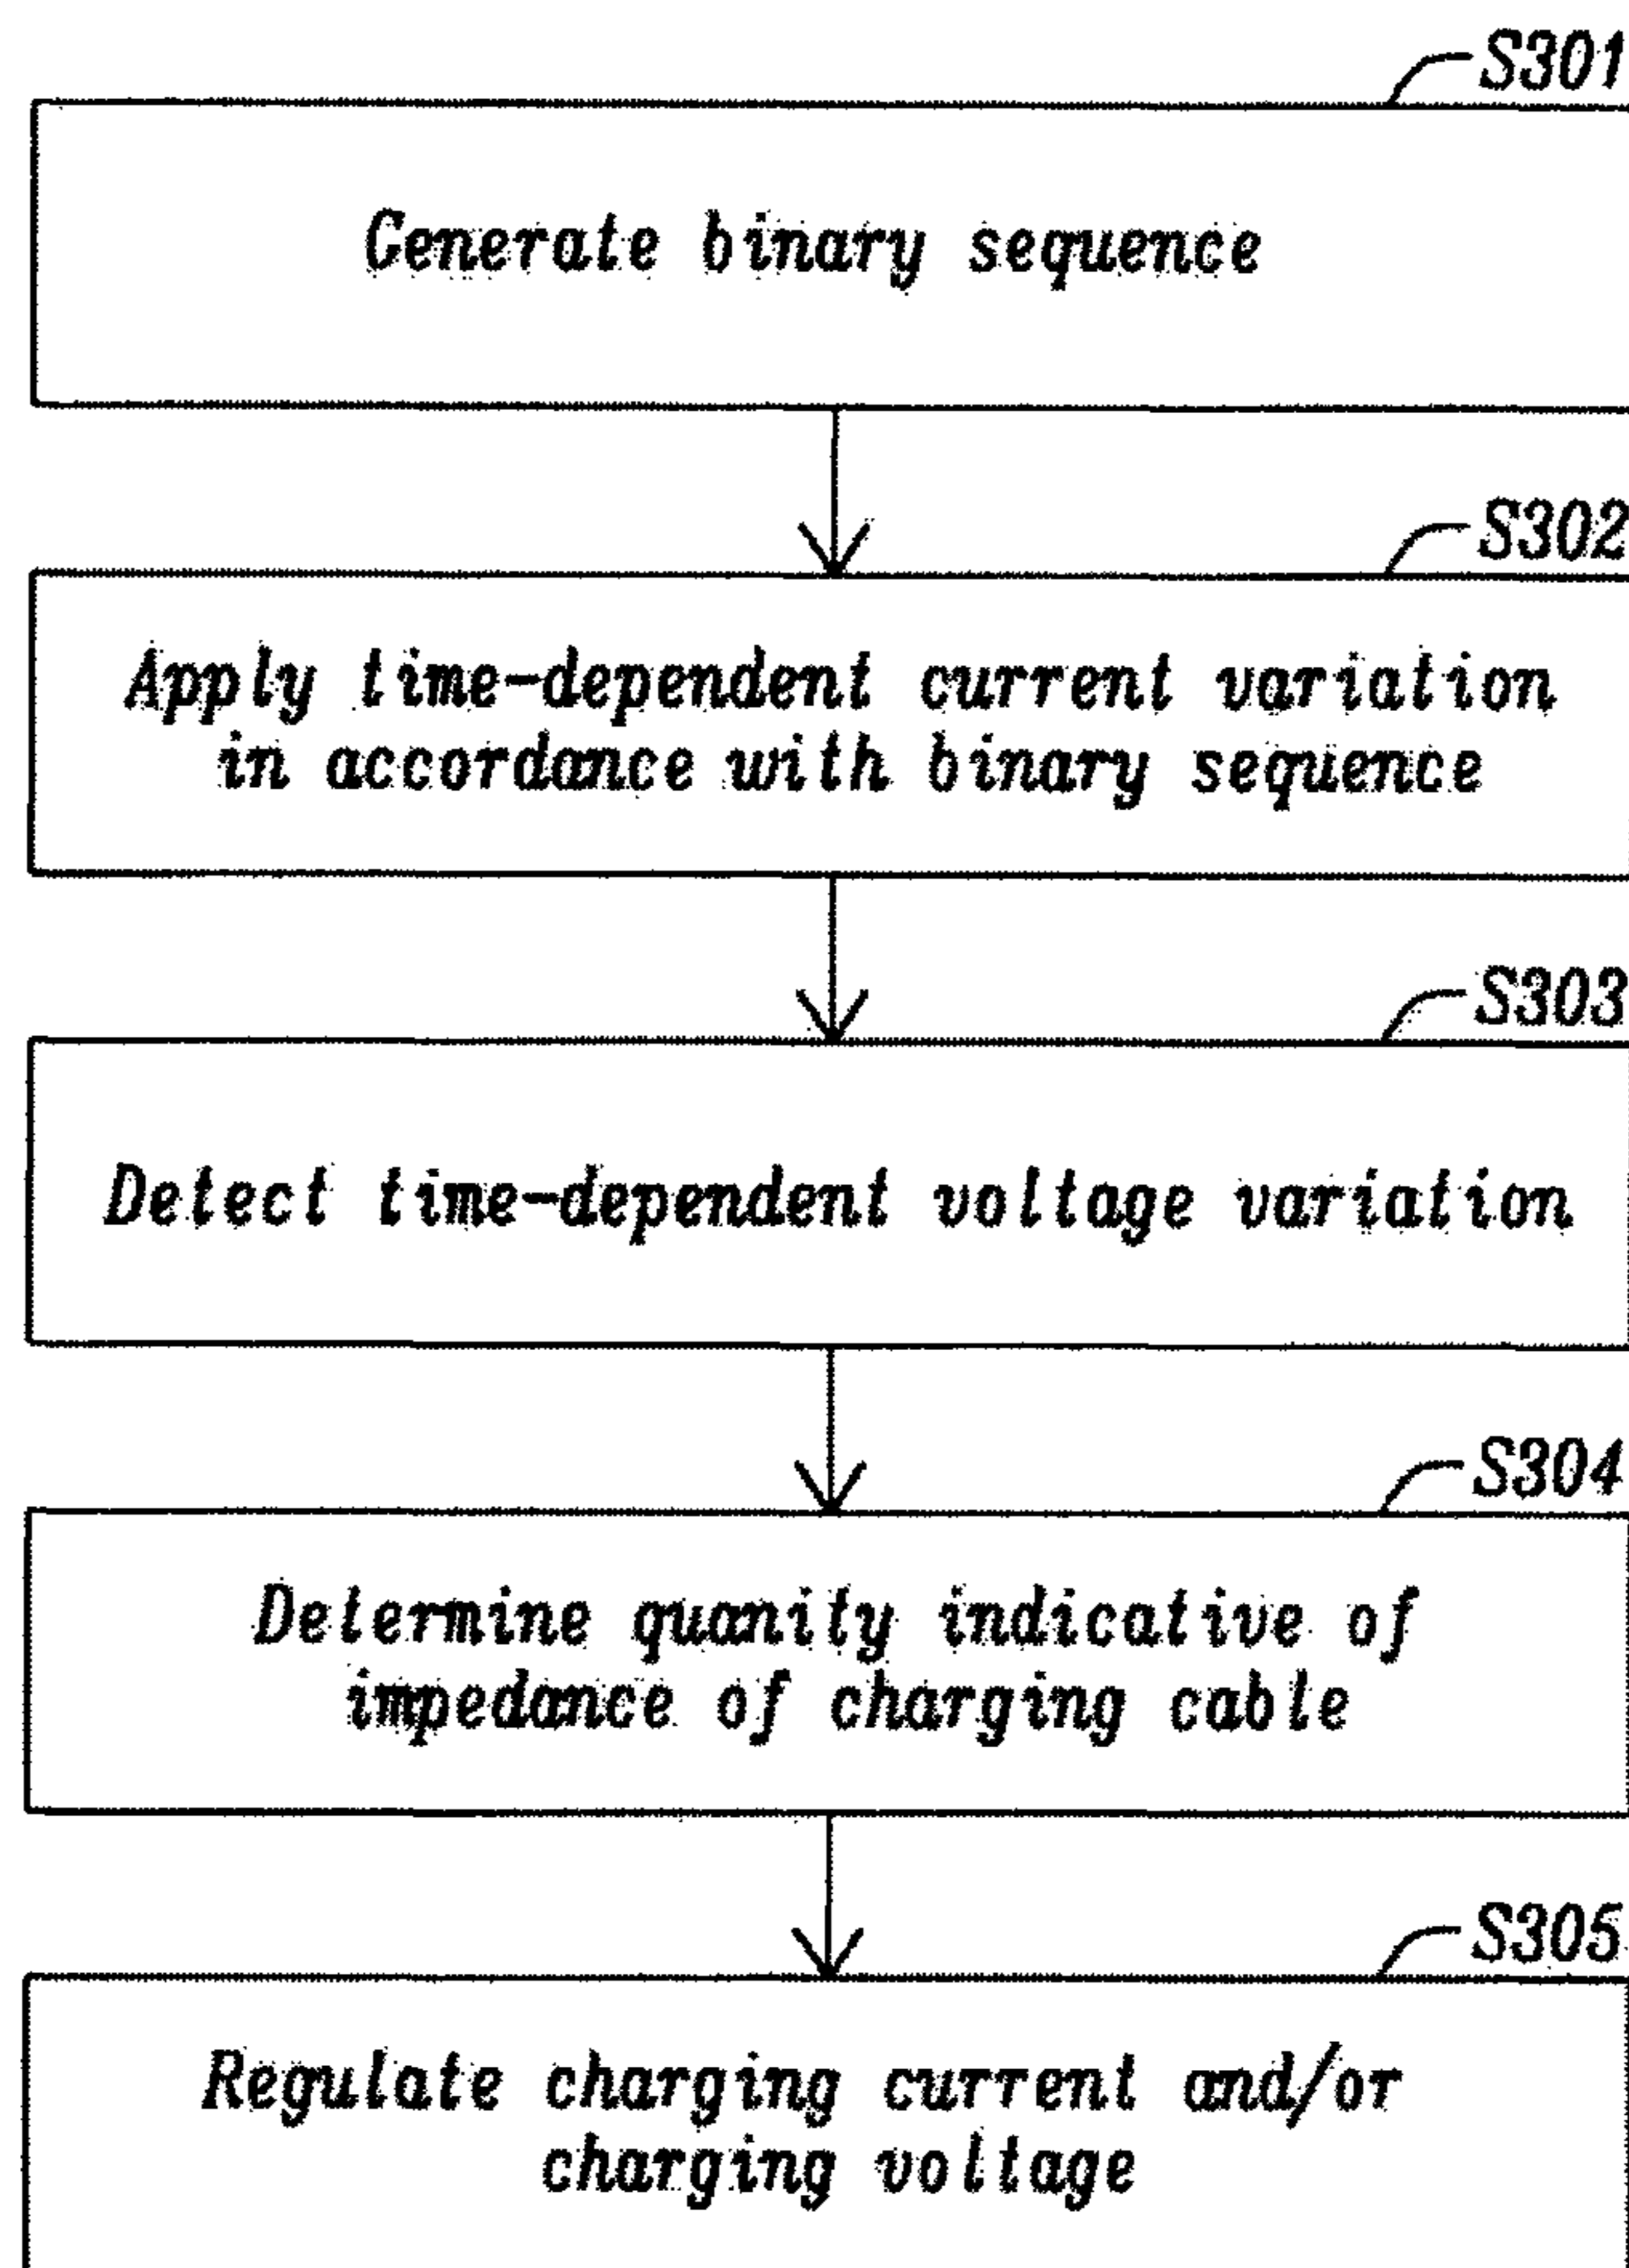 S301
Generate binary sequence
S302
Apply time-dependent current variation
in accordance with binary sequence
S303
Detect time-dependent voltage variation
S304
Determine quanity indicative of
impedance of charging cable
S305
Regulate charging current and/or
charging voltage